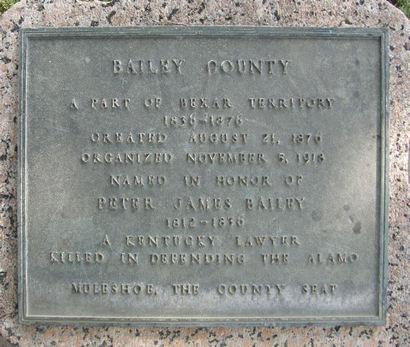 BAILEY COUNTY
A PART OF BEXAR TERRITORY
1836-1876
CREATED AUGUST 21, 1876
ORGANIZED NOVEMBER 5, 1918
NAMED IN HONOR OF
PETER JAMES BAILEY
1812-1836
A KENTUCKY LAWYER
KILLED IN DEFENDING THE ALAMO
MULESHOE, THE COUNTY SEAT